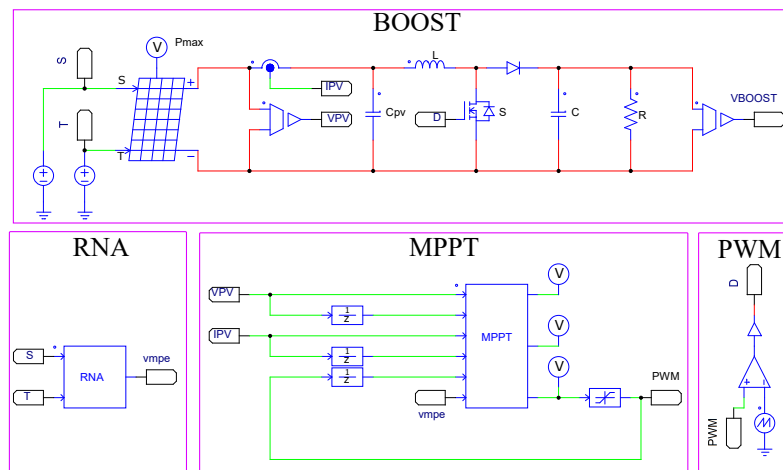 BOOST
Pmax
V
S
S
+
L
IPV
T
VPV
Cpv
D
S
C
R
VBOOST
T
−
RNA
MPPT
PWM
VPV
V
D
1/Z
IPV
MPPT
V
S
vmpe
1/Z
V
RNA
1/Z
PWM
T
vmpe
PWM